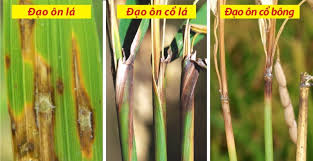 Đạo ôn lá
Đạo ôn cổ lá
Đạo ôn cổ bông